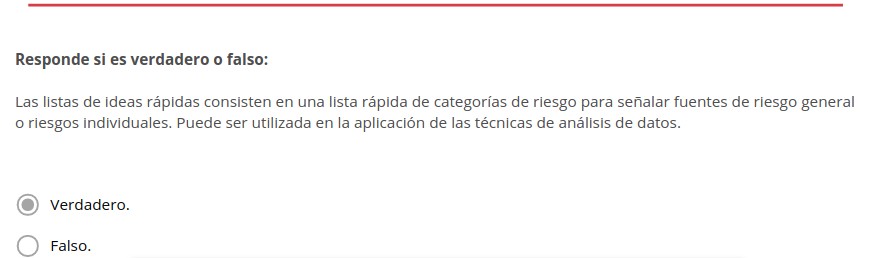 Responde si es verdadero o falso:
Las listas de ideas rápidas consisten en una lista rápida de categorías de riesgo para señalar fuentes de riesgo general
o riesgos individuales. Puede ser utilizada en la aplicación de las técnicas de análisis de datos.
Verdadero.
Falso.